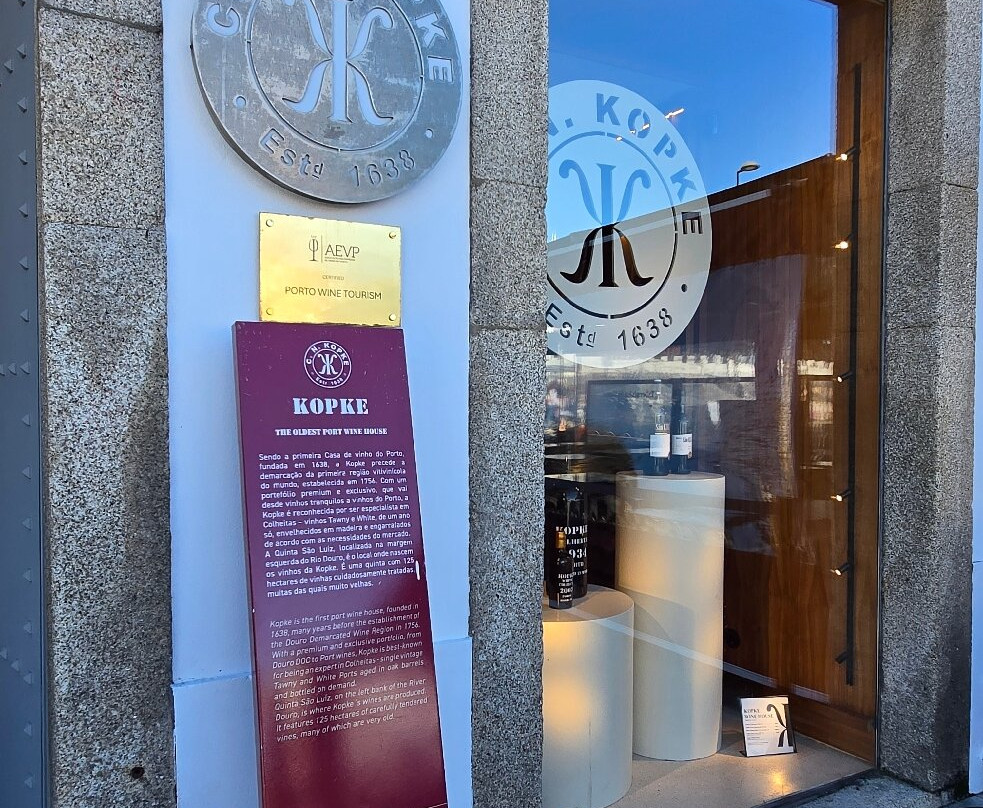 C. N. KOPKE
Estd 1638
AEVP
CERTIFIED
PORTO WINE TOURISM
C. N. KOPKE
Estd 1638
KOPKE
THE OLDEST PORT WINE HOUSE
Sendo a primeira Casa de vinho do Porto,
fundada em 1638, a Kopke precede a
demarcação da primeira região vitivinícola
do mundo, estabelecida em 1756. Com um
portefólio premium e exclusivo, que vai
desde vinhos tranquilos a vinhos do Porto, a
Kopke é reconhecida por ser especialista em
Colheitas – vinhos Tawny e White, de um ano
só, envelhecidos em madeira e engarrafados
de acordo com as necessidades do mercado.
A Quinta São Luiz, localizada na margem
esquerda do Rio Douro, é o local onde nascem
os vinhos da Kopke. É uma quinta com 125
hectares de vinhas cuidadosamente tratadas,
muitas das quais muito velhas.
Kopke is the first port wine house, founded in
1638, many years before the establishment of
the Douro Demarcated Wine Region in 1756.
With a premium and exclusive portfolio, from
Douro DOC to Port wines, Kopke is best-known
for being an expert in Colheitas - single vintage
Tawny and White Ports aged in oak barrels
and bottled on demand.
Quinta São Luiz, on the left bank of the River
Douro, is where Kopke's wines are produced.
It features 125 hectares of carefully tendered
vines, many of which are very old.
N. KOPKE
Estd 1638
KOPKE
KOPKE
WINE HOUSE